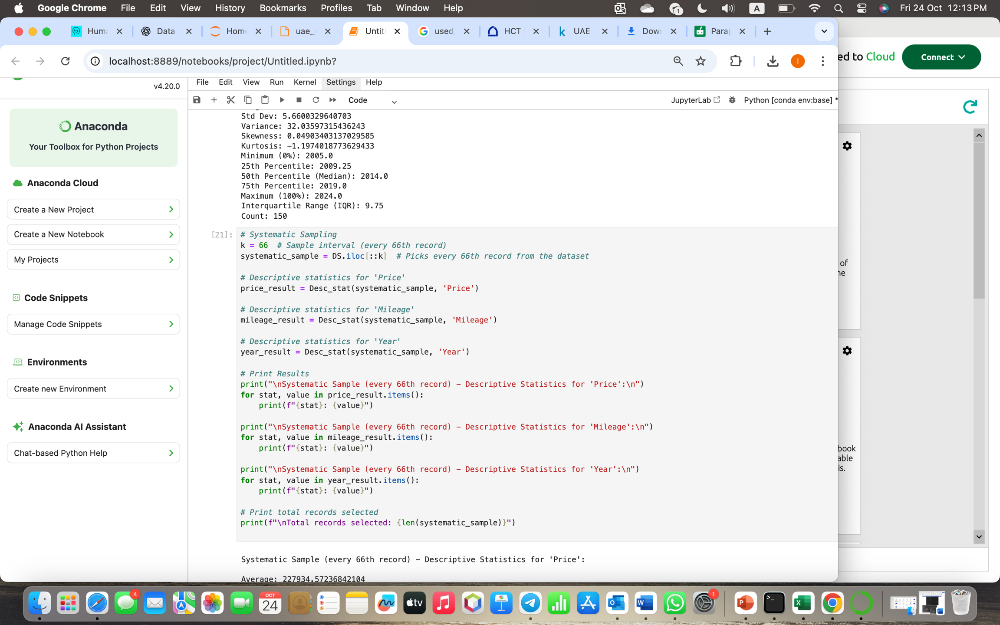 Google Chrome File Edit View History Bookmarks Profiles Tab Window Help 1 A Fri 24 Oct 12:13 PM
Huma Data Home uae_ Untit used_ HCT UAE Down Parap
localhost:8889/notebooks/project/Untitled.ipynb?
I
ed to Cloud
Connect
v4.20.0
Anaconda
Your Toolbox for Python Projects
Anaconda Cloud
Create a New Project
Create a New Notebook
My Projects
Code Snippets
Manage Code Snippets
Environments
Create new Environment
Anaconda AI Assistant
Chat-based Python Help
File Edit View Run Kernel Settings Help
Code
JupyterLab
Python [conda env:base] *
Std Dev: 5.6600329640703
Variance: 32.03597315436243
Skewness: 0.04903403137029585
Kurtosis: -1.1974018773629433
Minimum (0%): 2005.0
25th Percentile: 2009.25
50th Percentile (Median): 2014.0
75th Percentile: 2019.0
Maximum (100%): 2024.0
Interquartile Range (IQR): 9.75
Count: 150
[21]:
# Systematic Sampling
k = 66  # Sample interval (every 66th record)
systematic_sample = DS.iloc[::k]  # Picks every 66th record from the dataset
# Descriptive statistics for 'Price'
price_result = Desc_stat(systematic_sample, 'Price')
# Descriptive statistics for 'Mileage'
mileage_result = Desc_stat(systematic_sample, 'Mileage')
# Descriptive statistics for 'Year'
year_result = Desc_stat(systematic_sample, 'Year')
# Print Results
print("\nSystematic Sample (every 66th record) – Descriptive Statistics for 'Price':\n")
for stat, value in price_result.items():
    print(f"{stat}: {value}")
print("\nSystematic Sample (every 66th record) – Descriptive Statistics for 'Mileage':\n")
for stat, value in mileage_result.items():
    print(f"{stat}: {value}")
print("\nSystematic Sample (every 66th record) – Descriptive Statistics for 'Year':\n")
for stat, value in year_result.items():
    print(f"{stat}: {value}")
# Print total records selected
print(f"\nTotal records selected: {len(systematic_sample)}")
Systematic Sample (every 66th record) – Descriptive Statistics for 'Price':
Average: 227934.57236842104
of
he
book
able
is.
4
OCT
24
tv
1